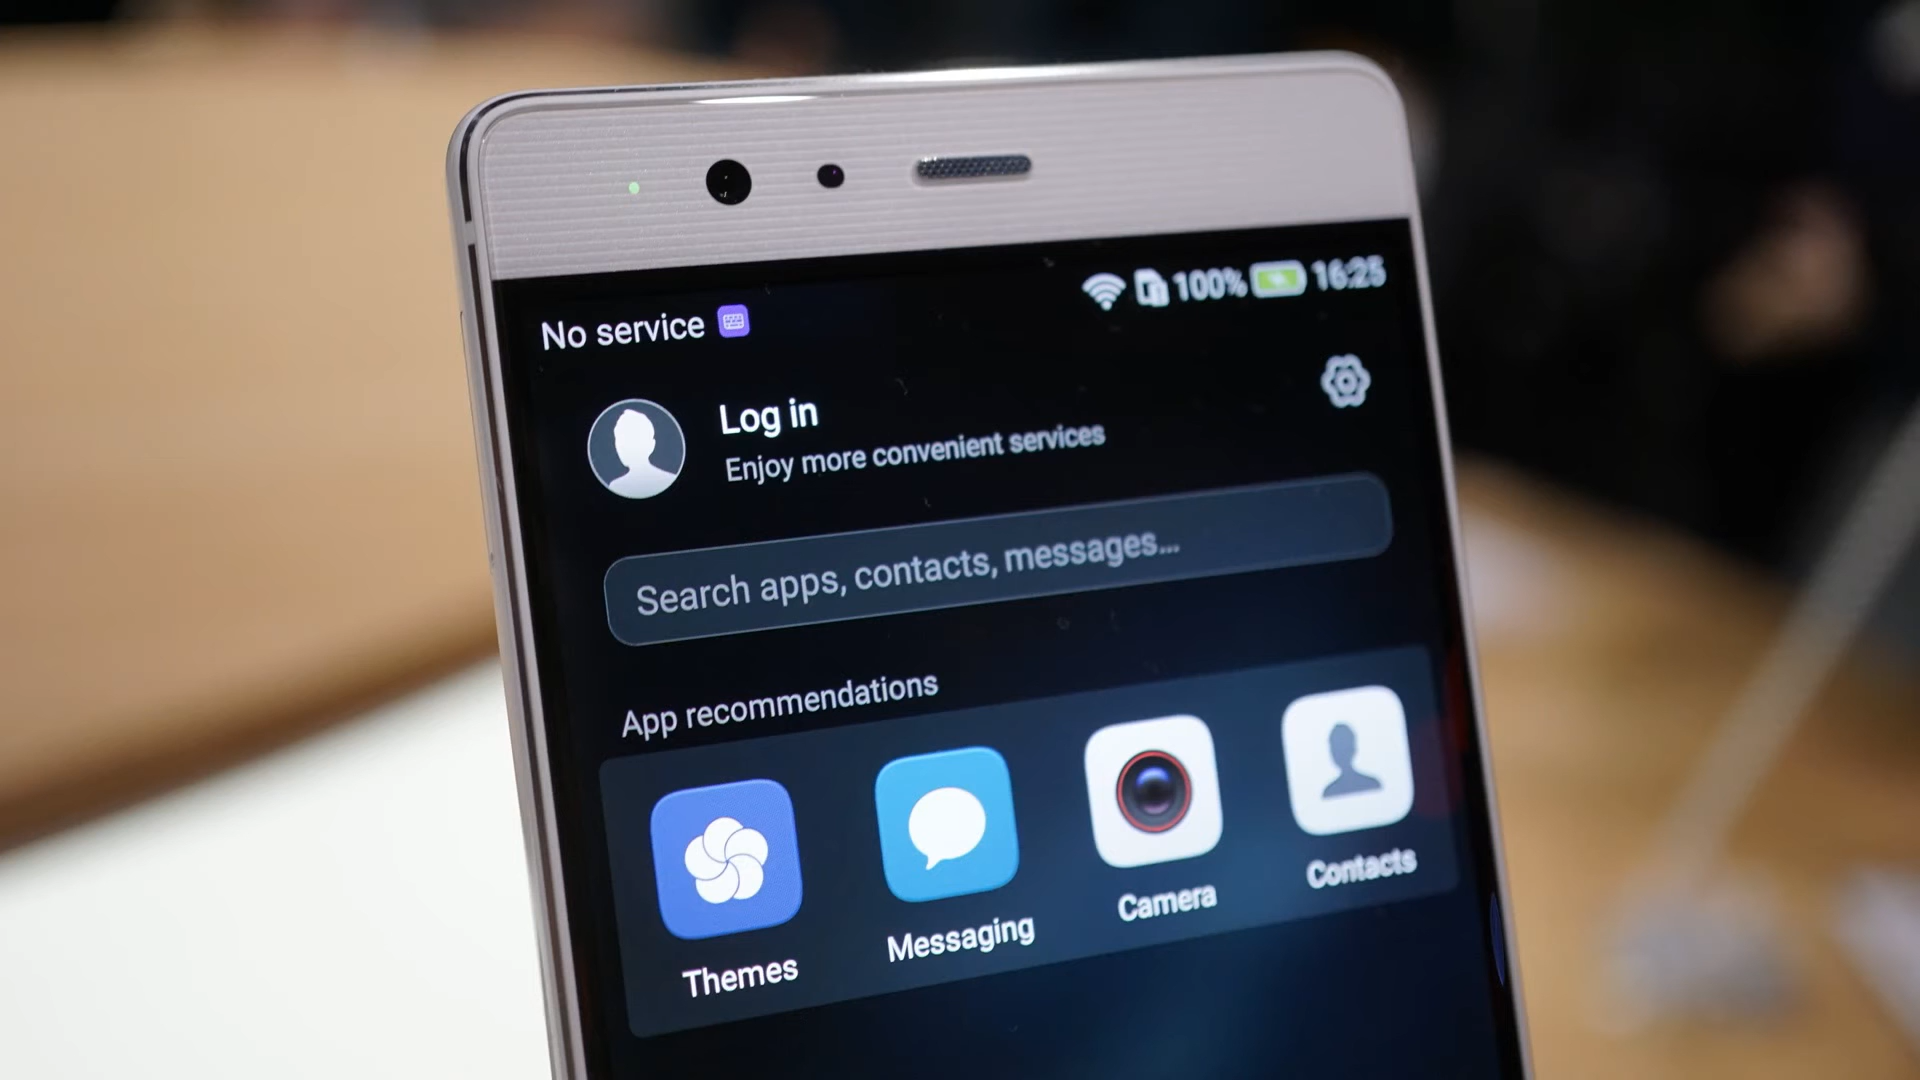 No service 100% 16:25
Log in
Enjoy more convenient services
Search apps, contacts, messages...
App recommendations
Themes Messaging Camera Contacts